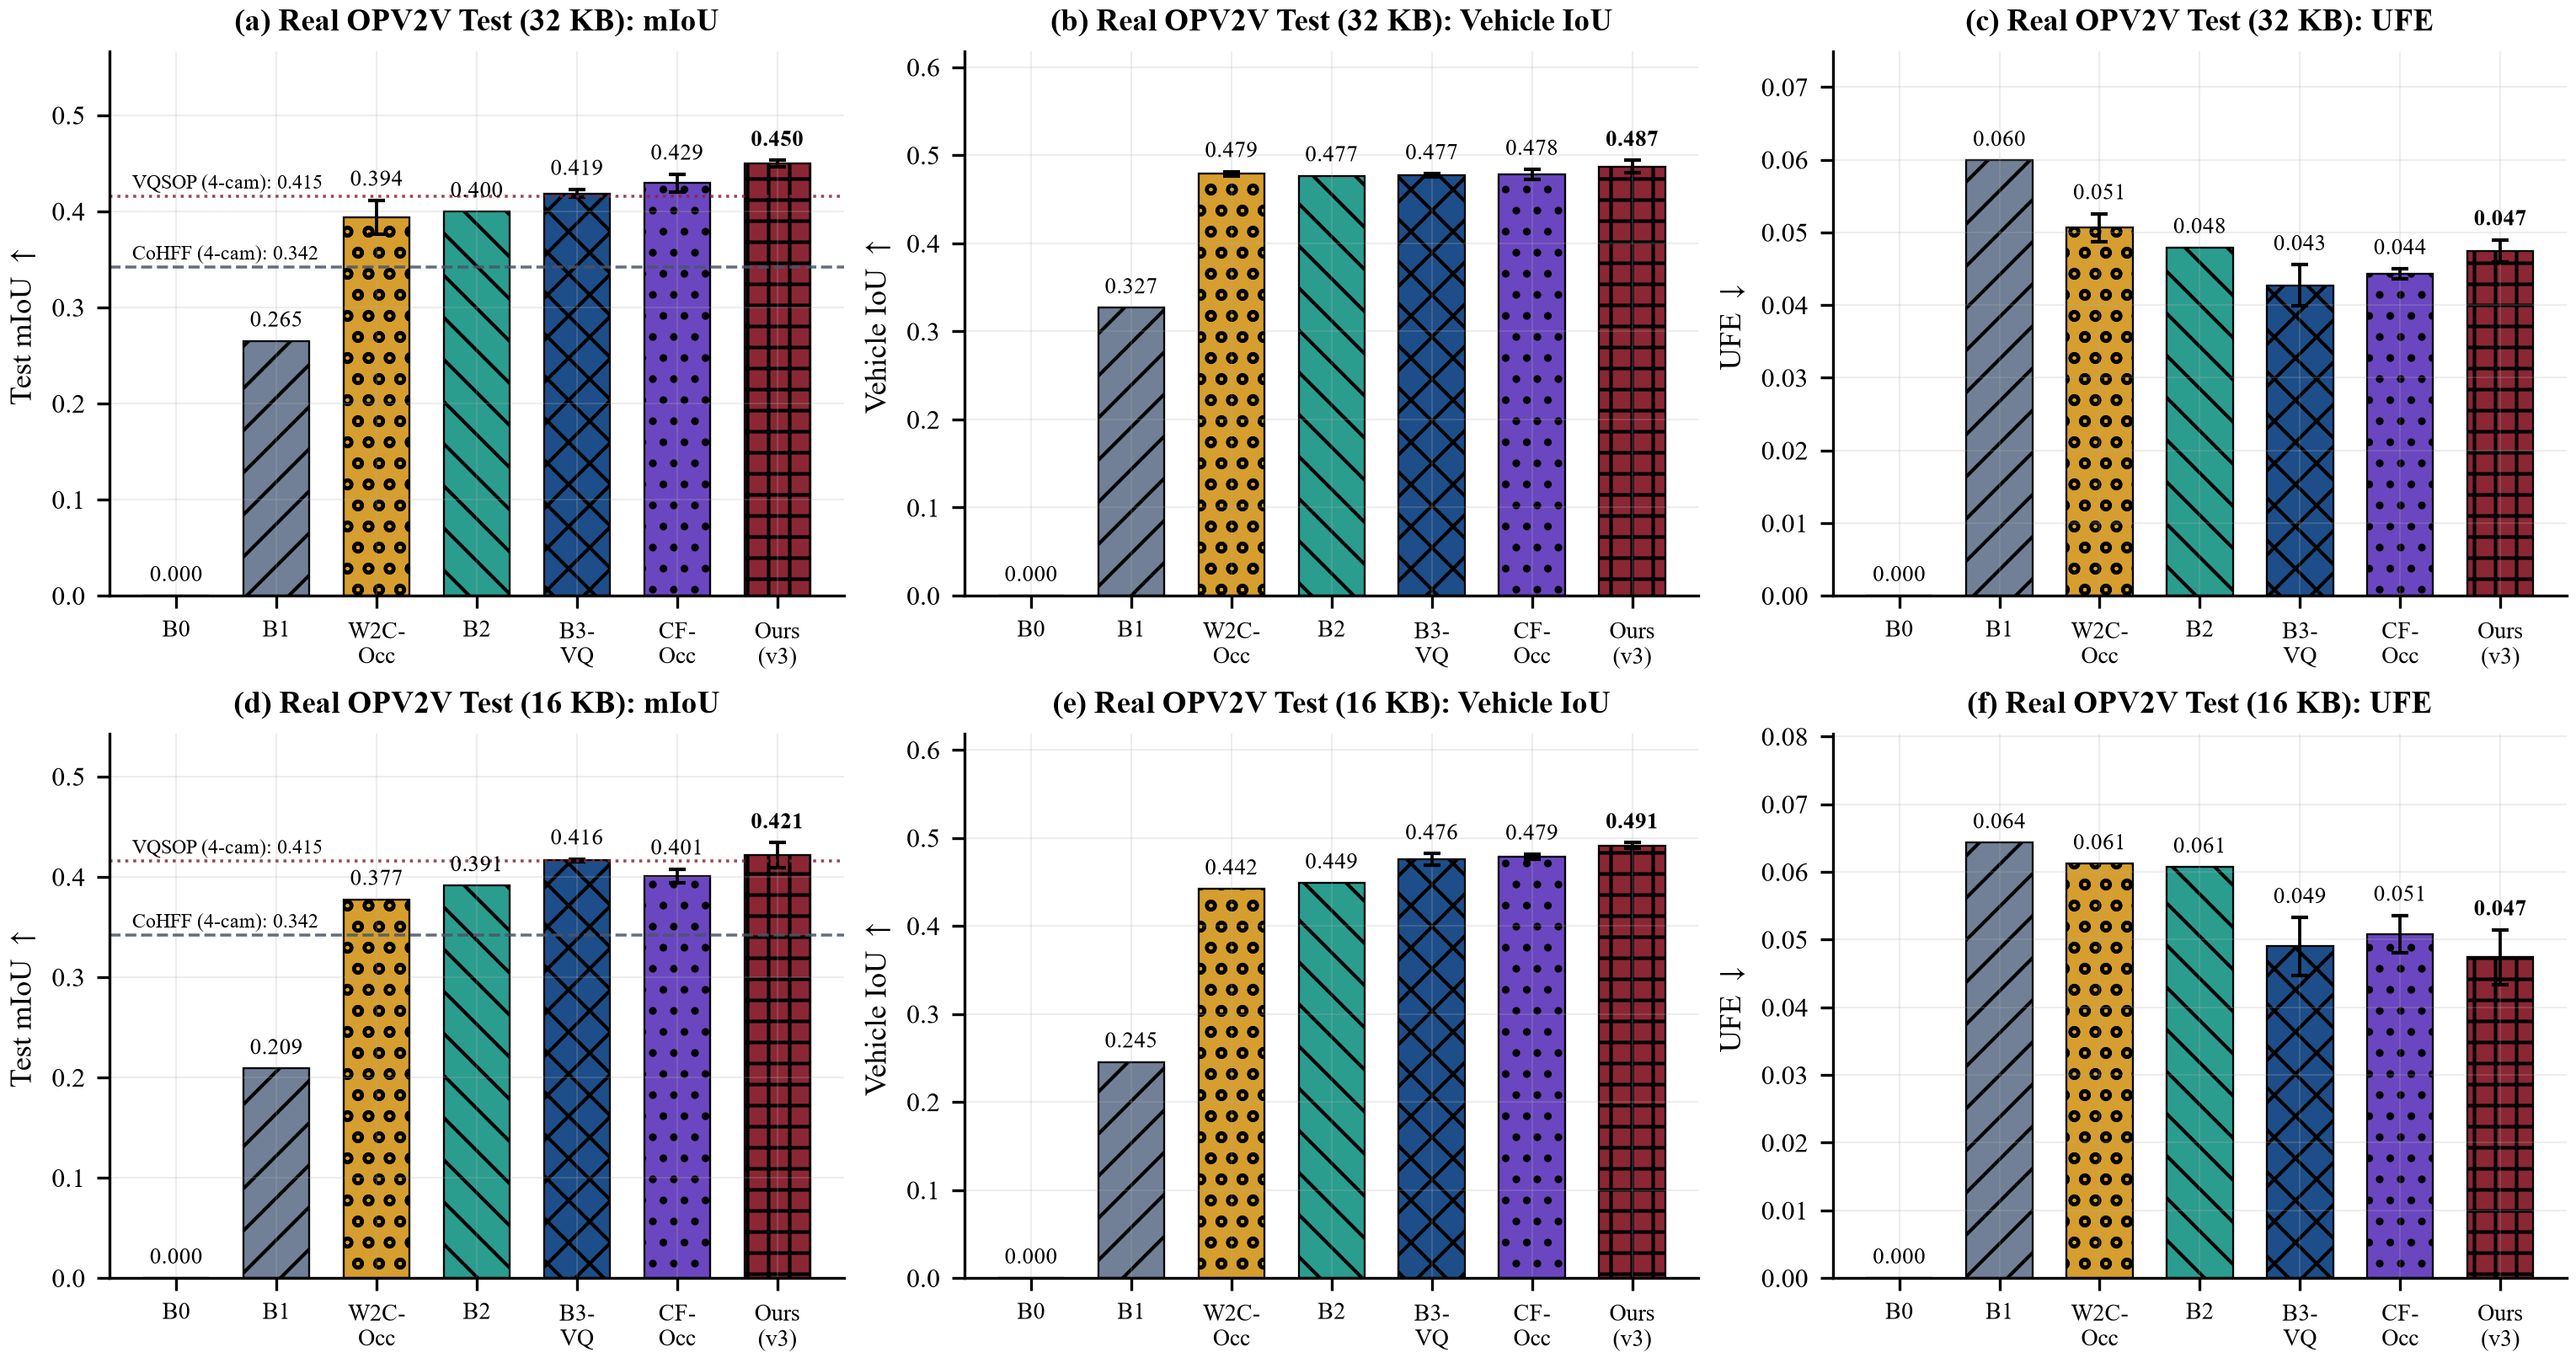 (a) Real OPV2V Test (32 KB): mIoU
Test mIoU ↑
0.5
0.4
0.3
0.2
0.1
0.0
VQSOP (4-cam): 0.415
CoHFF (4-cam): 0.342
0.000
0.265
0.394
0.400
0.419
0.429
0.450
B0
B1
W2C-
Occ
B2
B3-
VQ
CF-
Occ
Ours
(v3)
(b) Real OPV2V Test (32 KB): Vehicle IoU
Vehicle IoU ↑
0.6
0.5
0.4
0.3
0.2
0.1
0.0
0.000
0.327
0.479
0.477
0.477
0.478
0.487
B0
B1
W2C-
Occ
B2
B3-
VQ
CF-
Occ
Ours
(v3)
(c) Real OPV2V Test (32 KB): UFE
UFE ↓
0.07
0.06
0.05
0.04
0.03
0.02
0.01
0.00
0.000
0.060
0.051
0.048
0.043
0.044
0.047
B0
B1
W2C-
Occ
B2
B3-
VQ
CF-
Occ
Ours
(v3)
(d) Real OPV2V Test (16 KB): mIoU
Test mIoU ↑
0.5
0.4
0.3
0.2
0.1
0.0
VQSOP (4-cam): 0.415
CoHFF (4-cam): 0.342
0.000
0.209
0.377
0.391
0.416
0.401
0.421
B0
B1
W2C-
Occ
B2
B3-
VQ
CF-
Occ
Ours
(v3)
(e) Real OPV2V Test (16 KB): Vehicle IoU
Vehicle IoU ↑
0.6
0.5
0.4
0.3
0.2
0.1
0.0
0.000
0.245
0.442
0.449
0.476
0.479
0.491
B0
B1
W2C-
Occ
B2
B3-
VQ
CF-
Occ
Ours
(v3)
(f) Real OPV2V Test (16 KB): UFE
UFE ↓
0.08
0.07
0.06
0.05
0.04
0.03
0.02
0.01
0.00
0.000
0.064
0.061
0.061
0.049
0.051
0.047
B0
B1
W2C-
Occ
B2
B3-
VQ
CF-
Occ
Ours
(v3)